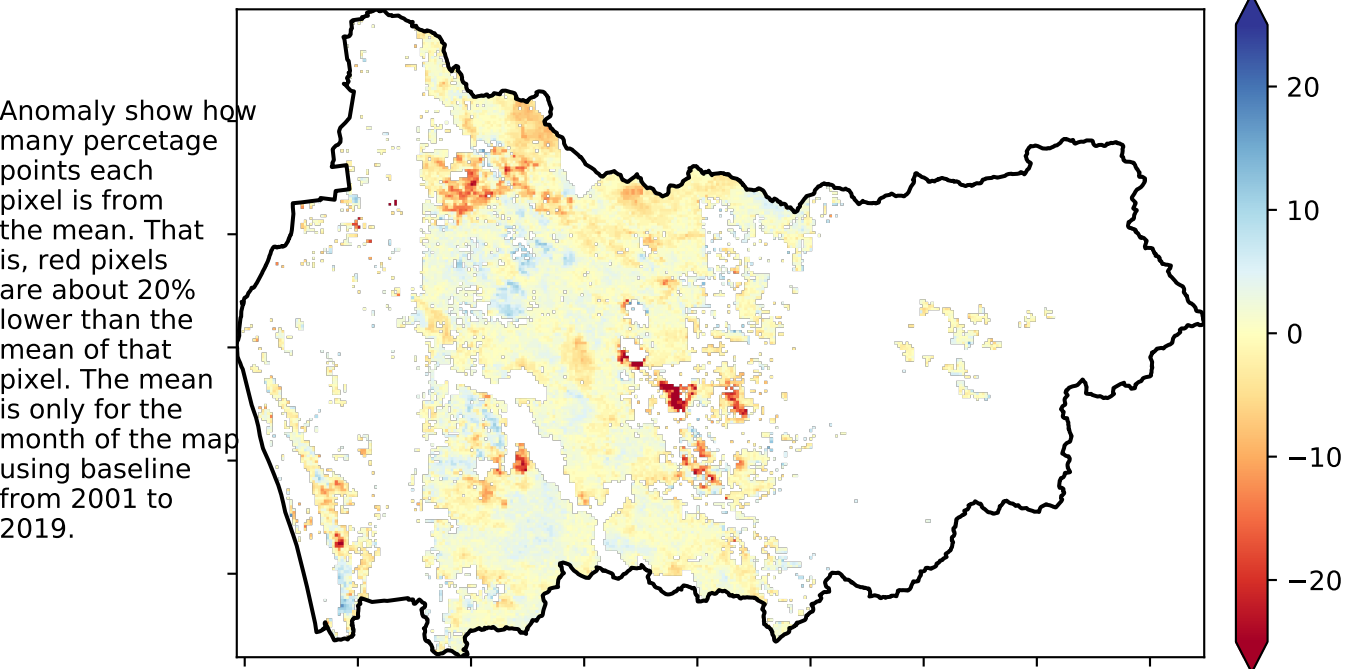 Anomaly show how
many percetage
points each
pixel is from
the mean. That
is, red pixels
are about 20%
lower than the
mean of that
pixel. The mean
is only for the
month of the map
using baseline
from 2001 to
2019.
20
10
0
−10
−20